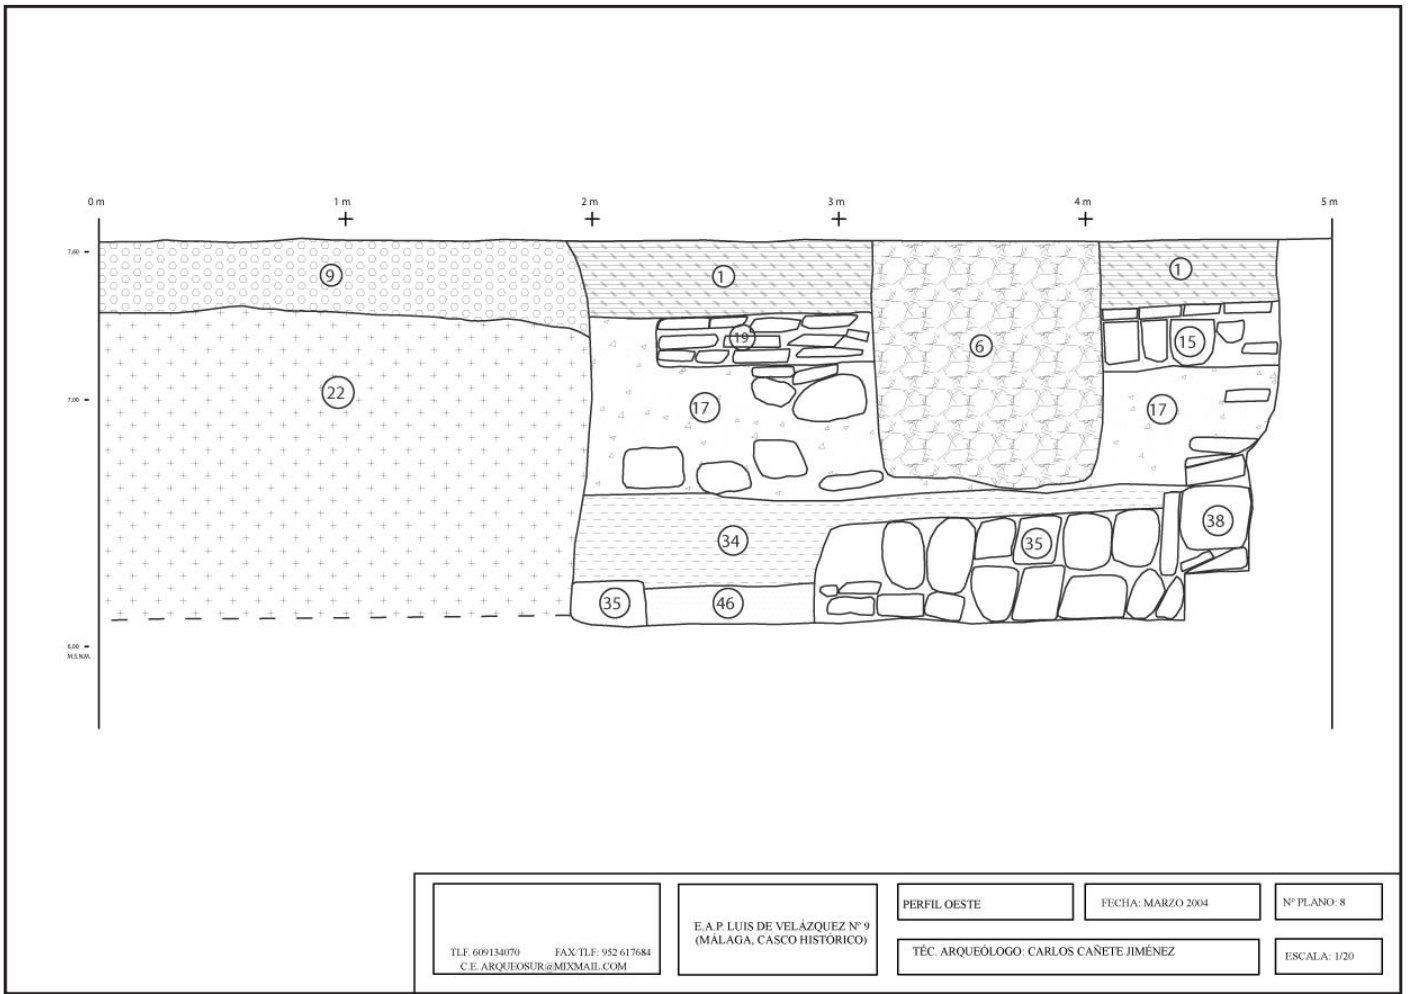 0 m 1 m 2 m 3 m 4 m 5 m
7,60
9 1 1
19 15
6
22
7,00
17 17
38
34 35
35 46
6,00
M.S.N.M.
TLF. 609134070 FAX/TLF: 952 617684
C.E. ARQUEOSUR@MIXMAIL.COM
E.A.P. LUIS DE VELÁZQUEZ Nº 9
(MÁLAGA, CASCO HISTÓRICO)
PERFIL OESTE
FECHA: MARZO 2004
Nº PLANO: 8
TÉC. ARQUEÓLOGO: CARLOS CAÑETE JIMÉNEZ
ESCALA: 1/20